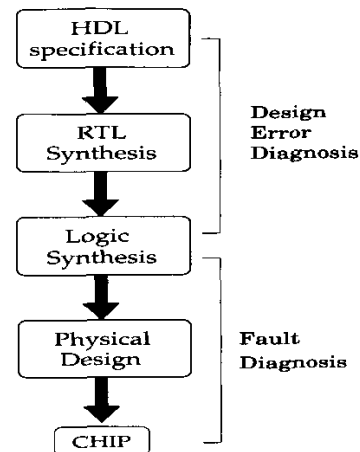 HDL
specification
RTL
Synthesis
Design
Error
Diagnosis
Logic
Synthesis
Physical
Design
Fault
Diagnosis
CHIP